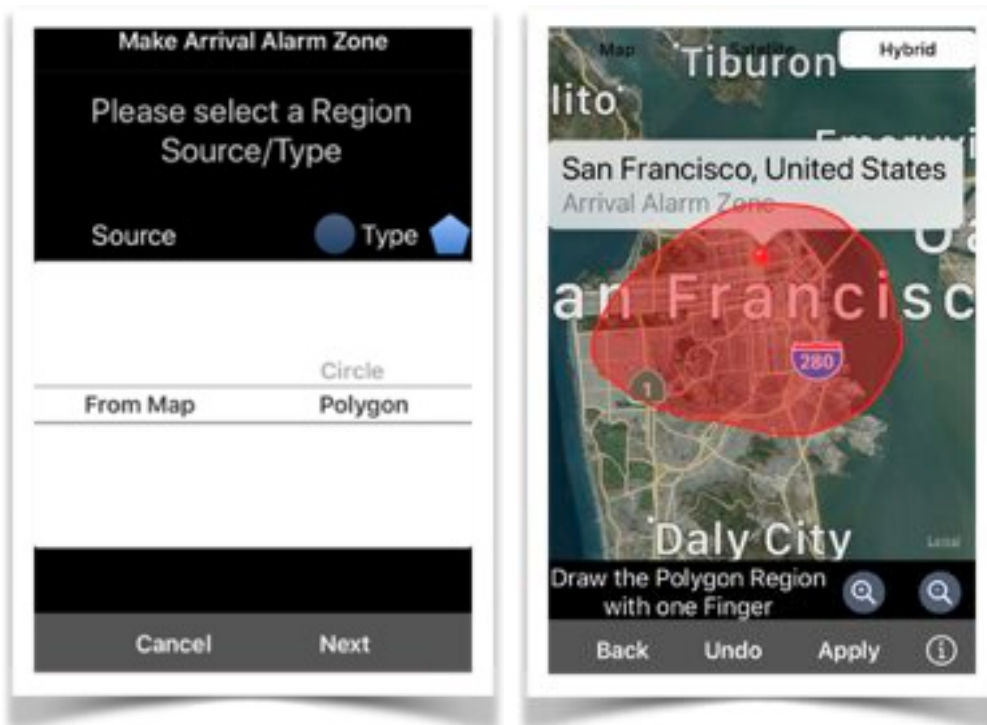 Make Arrival Alarm Zone
Please select a Region
Source/Type
Source
Type
Circle
From Map
Polygon
Cancel
Next
Map
Satellite
Hybrid
Tiburon
lito
Emeryvi
San Francisco, United States
Arrival Alarm Zone
Oa
an Francisc
280
1
Daly City
Legal
Draw the Polygon Region
with one Finger
Back
Undo
Apply